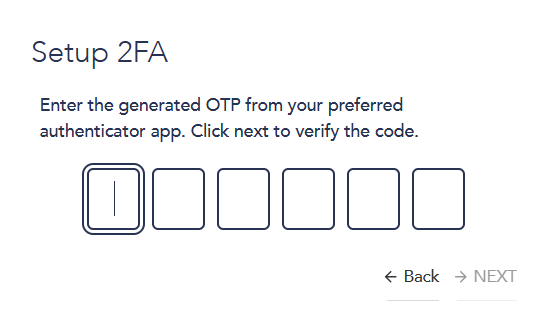 Setup 2FA
Enter the generated OTP from your preferred
authenticator app. Click next to verify the code.
← Back → NEXT